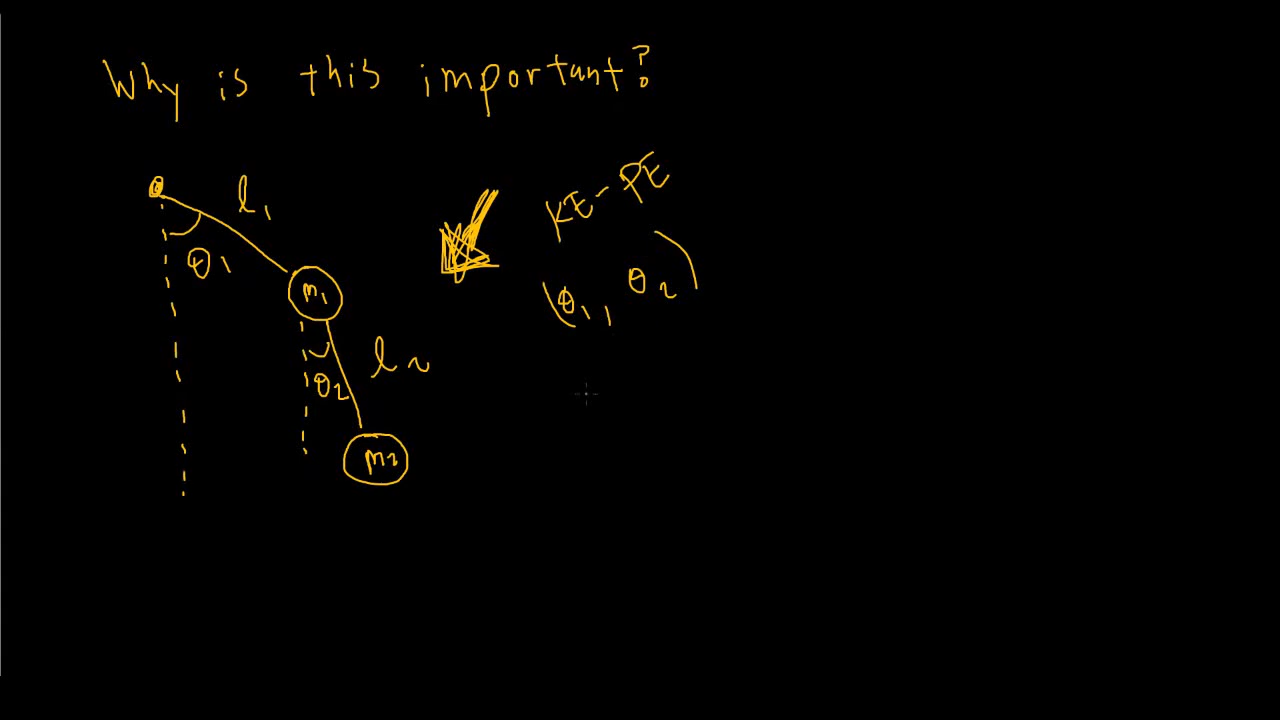 Why is this important?
l₁
KE - PE
θ₁
(θ₁, θ₂)
m₁
l₂
θ₂
m₂